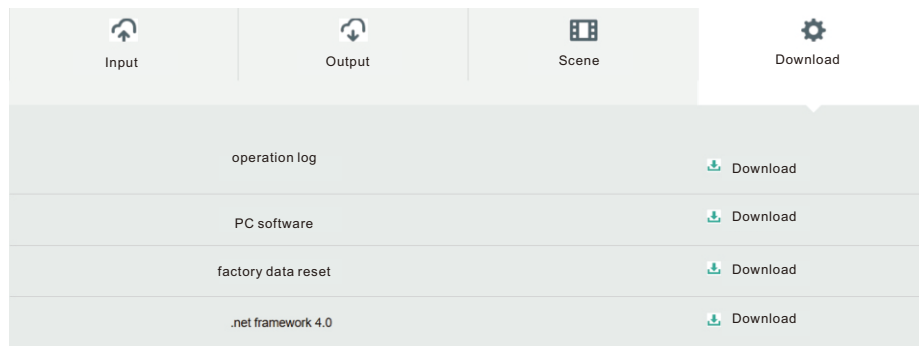 Input Output Scene Download
operation log Download
PC software Download
factory data reset Download
.net framework 4.0 Download